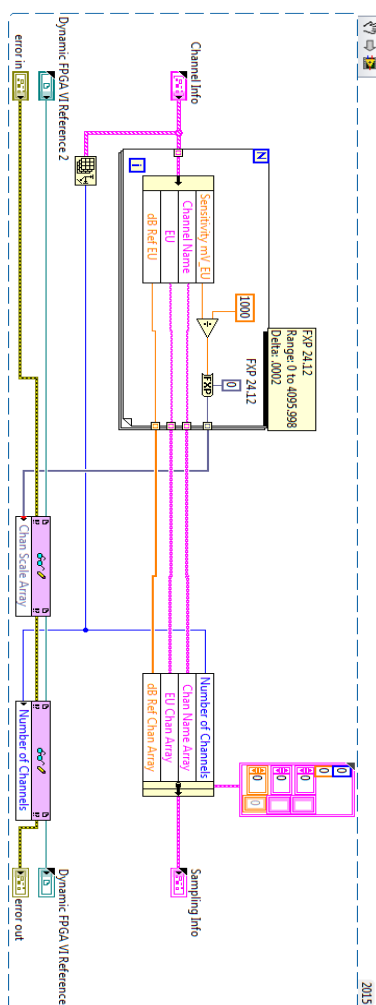 2015
FXP 24.12
Range: 0 to 4095.998
Delta: .0002
0
0
0
0
0
0
N
1000
FXP 24.12
0
FXP
Channel Info
Sensitivity mV_EU
Channel Name
EU
dB Ref EU
i
Number of Channels
Chan Name Array
EU Chan Array
dB Ref Chan Array
Sampling Info
Dynamic FPGA VI Reference 2
Dynamic FPGA VI Reference
error in
Chan Scale Array
Number of Channels
error out